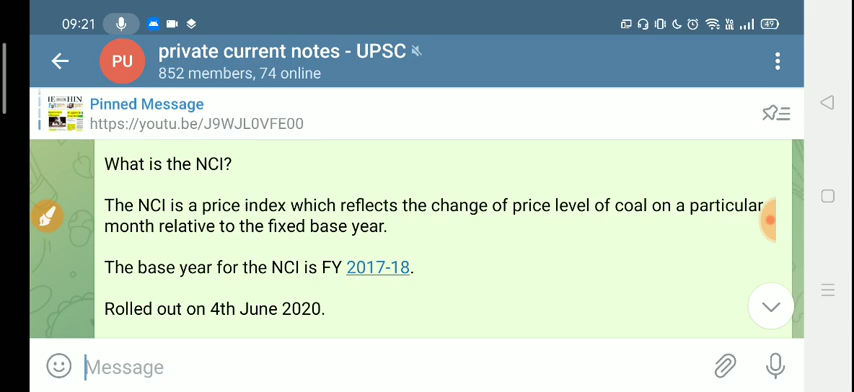 09:21
49
private current notes - UPSC
PU
852 members, 74 online
Pinned Message
https://youtu.be/J9WJL0VFE00
What is the NCI?
The NCI is a price index which reflects the change of price level of coal on a particular
month relative to the fixed base year.
The base year for the NCI is FY 2017-18.
Rolled out on 4th June 2020.
Message